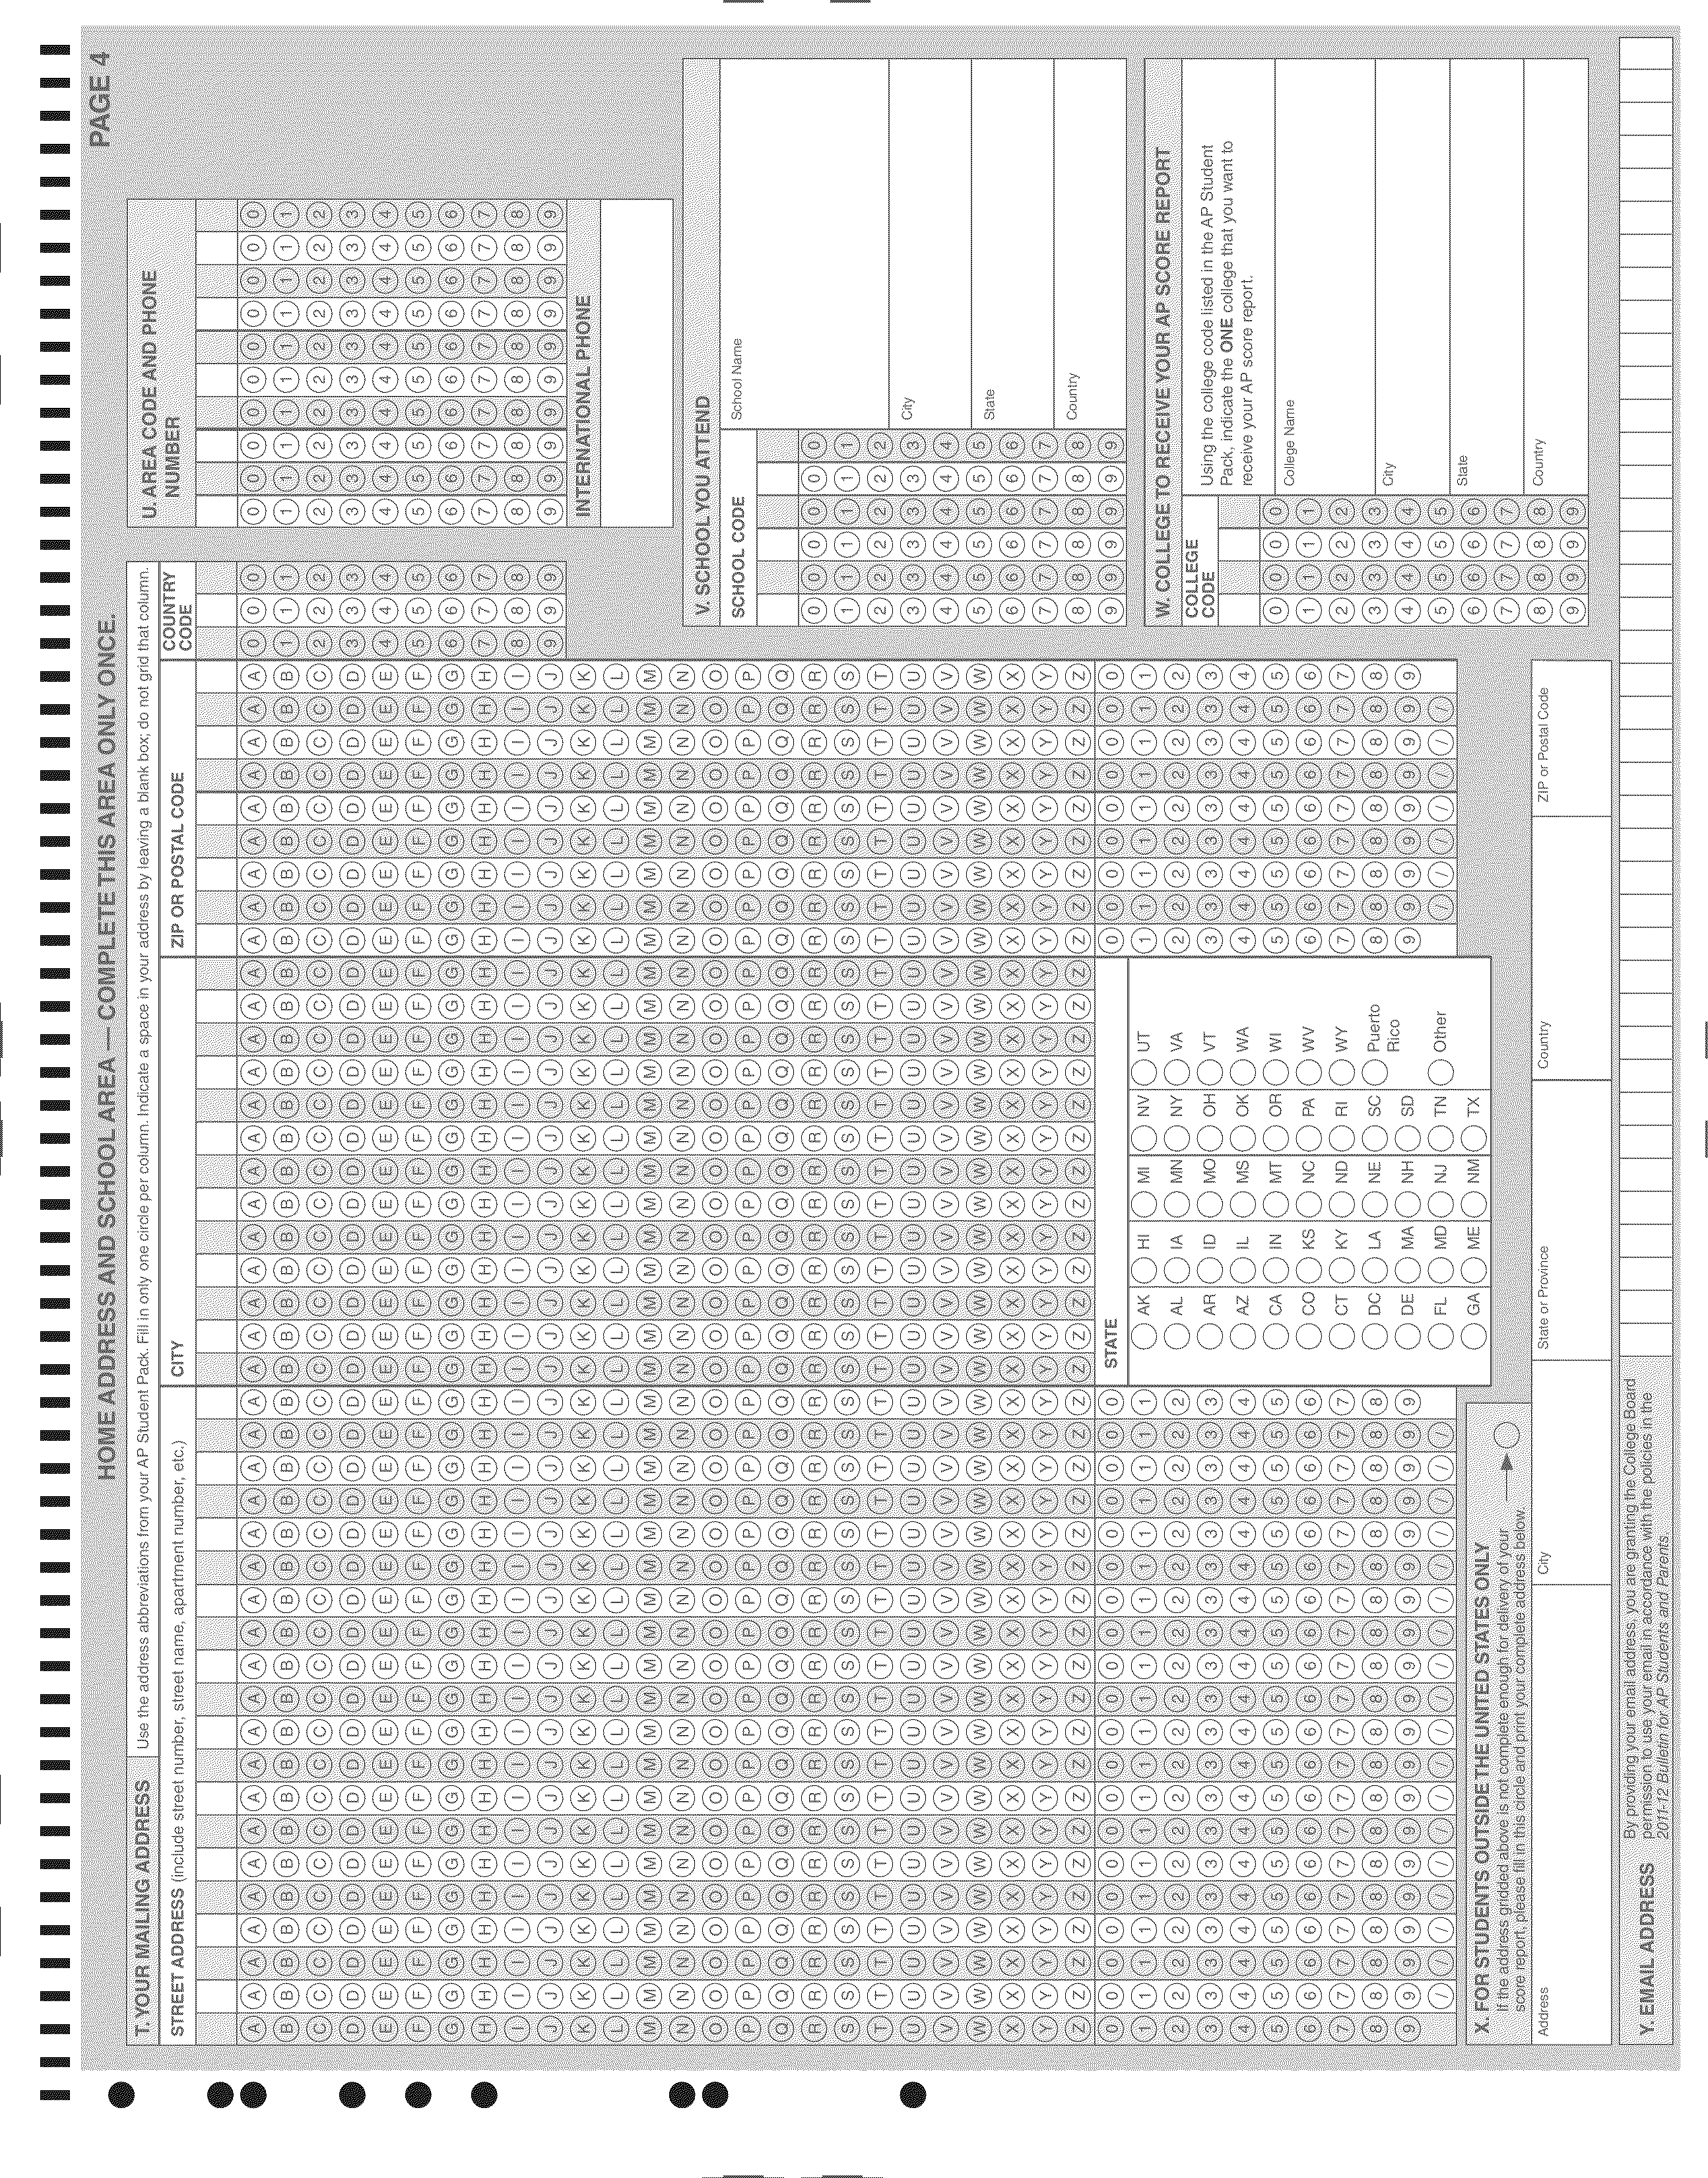 HOME ADDRESS AND SCHOOL AREA — COMPLETE THIS AREA ONLY ONCE.
PAGE 4
T. YOUR MAILING ADDRESS
Use the address abbreviations from your AP Student Pack. Fill in only one circle per column. Indicate a space in your address by leaving a blank box; do not grid that column.
STREET ADDRESS (include street number, street name, apartment number, etc.)
CITY
ZIP OR POSTAL CODE
COUNTRY
CODE
STATE
AK HI MI NV UT
AL IA MN NY VA
AR ID MO OH VT
AZ IL MS OK WA
CA IN MT OR WI
CO KS NC PA WV
CT KY ND RI WY
DC LA NE SC Puerto Rico
DE MA NH SD
FL MD NJ TN Other
GA ME NM TX
U. AREA CODE AND PHONE
NUMBER
INTERNATIONAL PHONE
V. SCHOOL YOU ATTEND
SCHOOL CODE
School Name
City
State
Country
W. COLLEGE TO RECEIVE YOUR AP SCORE REPORT
COLLEGE
CODE
Using the college code listed in the AP Student
Pack, indicate the ONE college that you want to
receive your AP score report.
College Name
City
State
Country
X. FOR STUDENTS OUTSIDE THE UNITED STATES ONLY
If the address gridded above is not complete enough for delivery of your
score report, please fill in this circle and print your complete address below.
Address
City
State or Province
Country
ZIP or Postal Code
Y. EMAIL ADDRESS
By providing your email address, you are granting the College Board
permission to use your email in accordance with the policies in the
2011-12 Bulletin for AP Students and Parents.